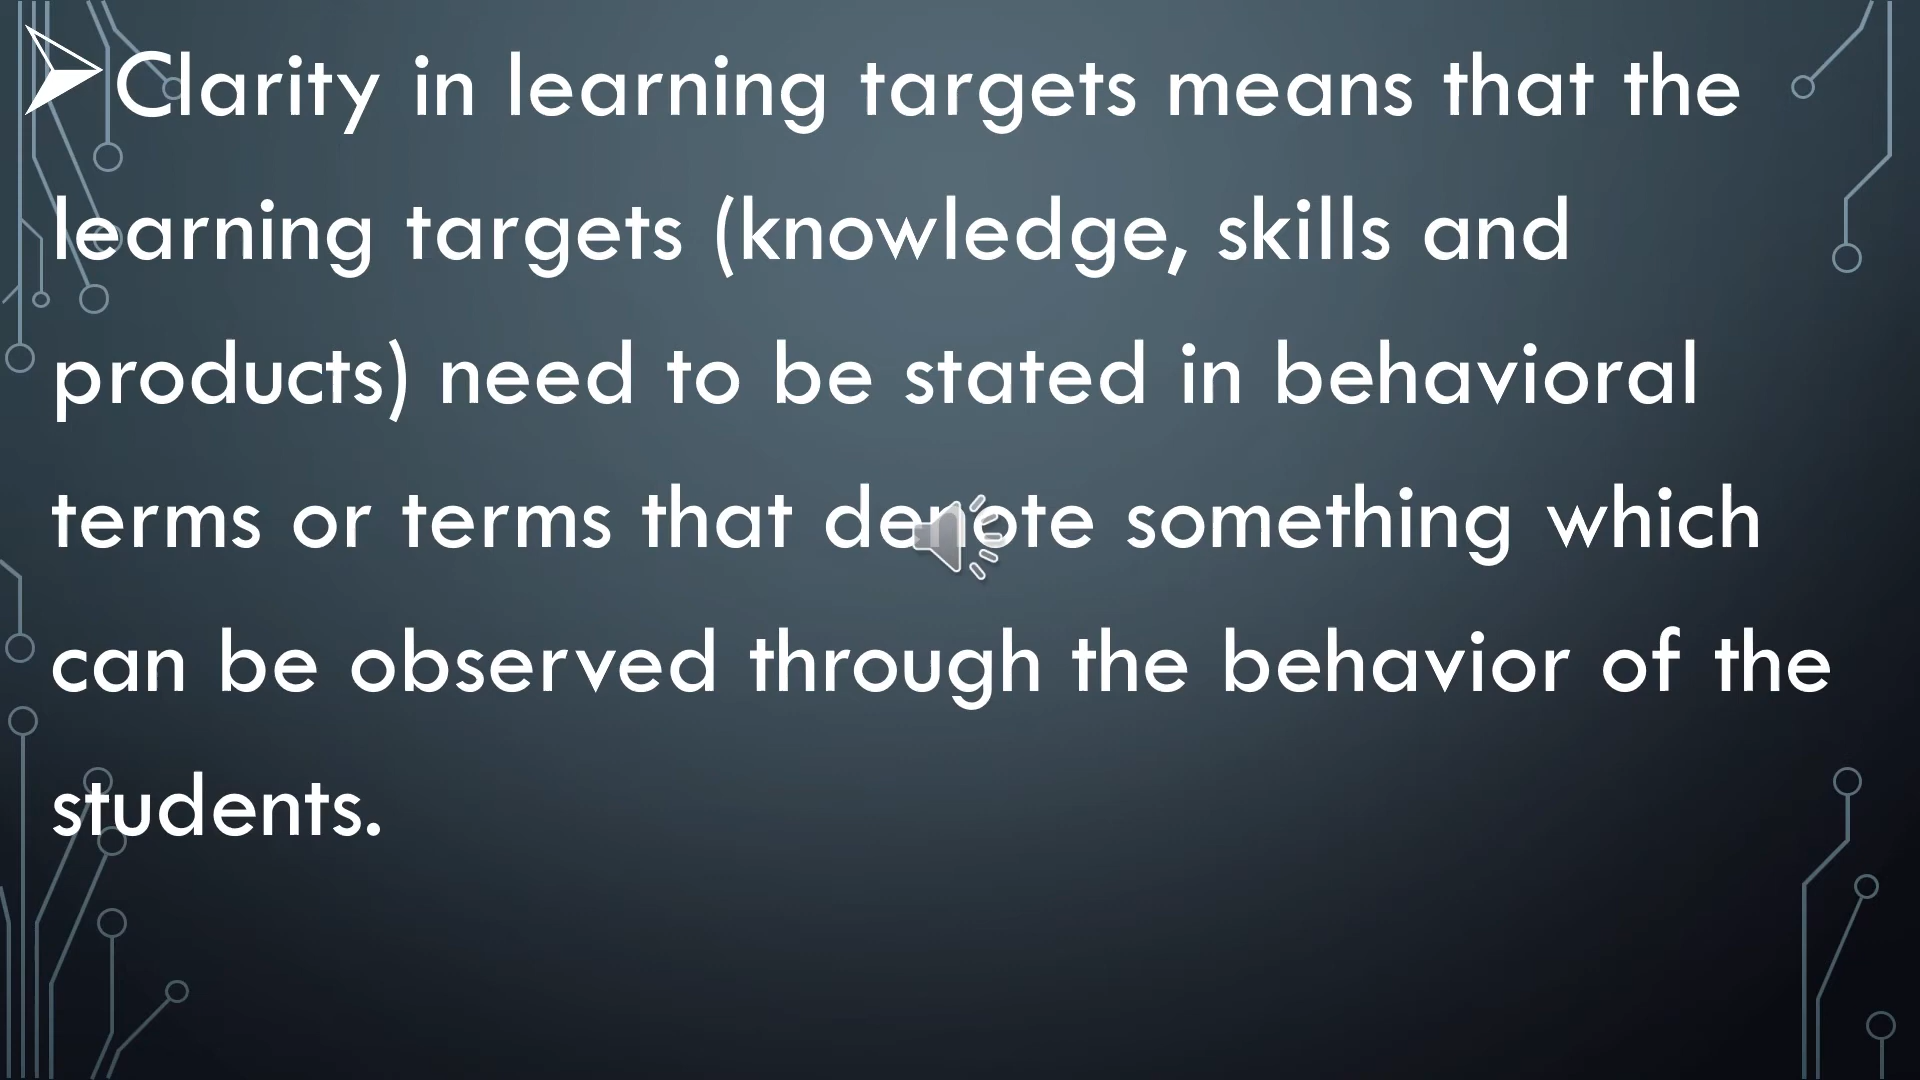 Clarity in learning targets means that the
learning targets (knowledge, skills and
products) need to be stated in behavioral
terms or terms that denote something which
can be observed through the behavior of the
students.